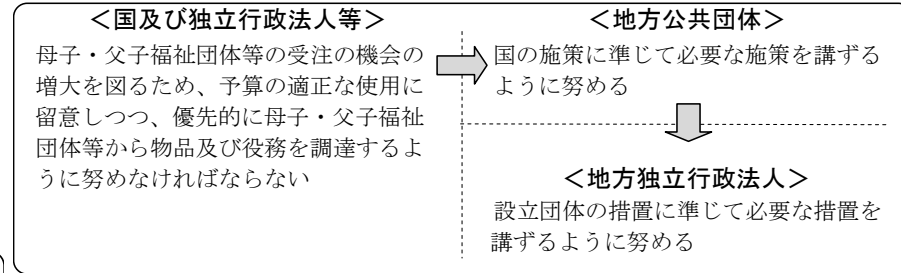 ＜国及び独立行政法人等＞
母子・父子福祉団体等の受注の機会の
増大を図るため、予算の適正な使用に
留意しつつ、優先的に母子・父子福祉
団体等から物品及び役務を調達するよ
うに努めなければならない
＜地方公共団体＞
国の施策に準じて必要な施策を講ずる
ように努める
＜地方独立行政法人＞
設立団体の措置に準じて必要な措置を
講ずるように努める